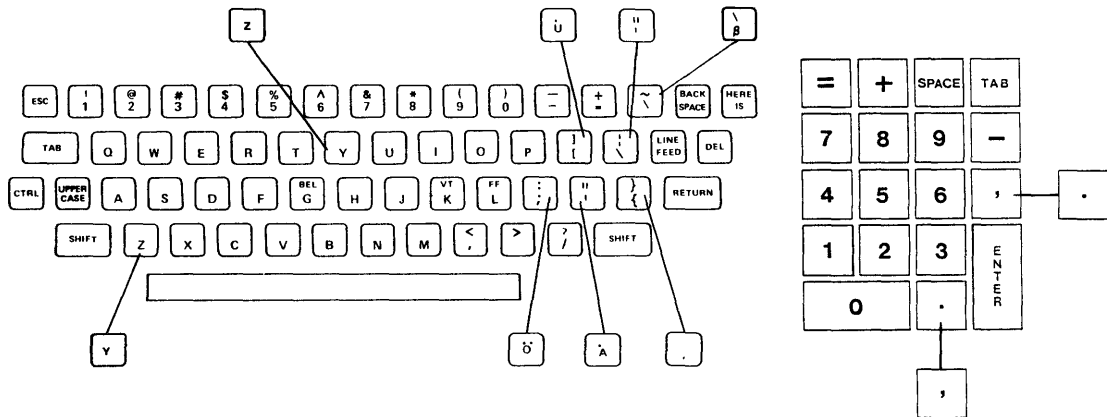 Z U̇ " ' \ β
ESC ! 1 @ 2 # 3 $ 4 % 5 ^ 6 & 7 * 8 ( 9 ) 0 — - + = ~ \ BACK SPACE HERE IS
TAB Q W E R T Y U I O P ] [ ¦ \ LINE FEED DEL
CTRL UPPER CASE A S D F BEL G H J VT K FF L : ; " ' } { RETURN
SHIFT Z X C V B N M < , > . ? / SHIFT
Y Ö Ȧ ,
= + SPACE TAB
7 8 9 −
4 5 6 , .
1 2 3 ENTER
0 .
,